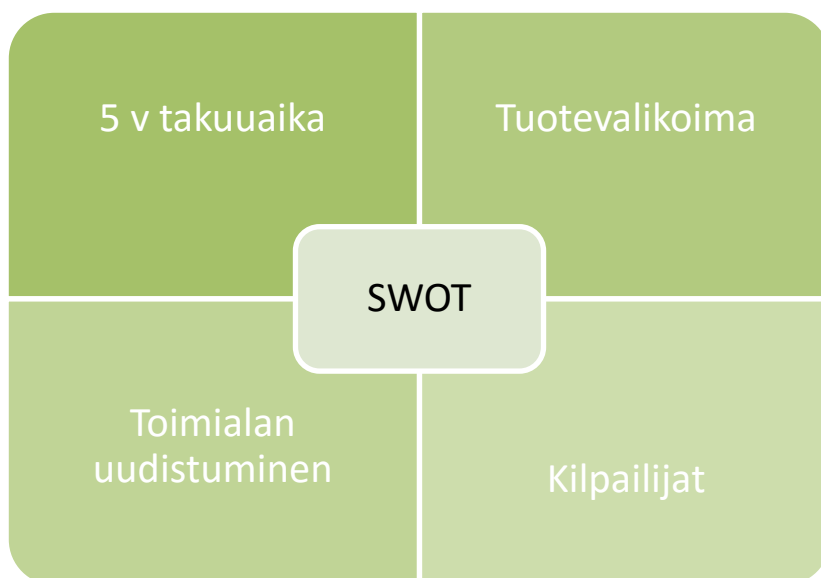 5 v takuuaika
Tuotevalikoima
SWOT
Toimialan
uudistuminen
Kilpailijat